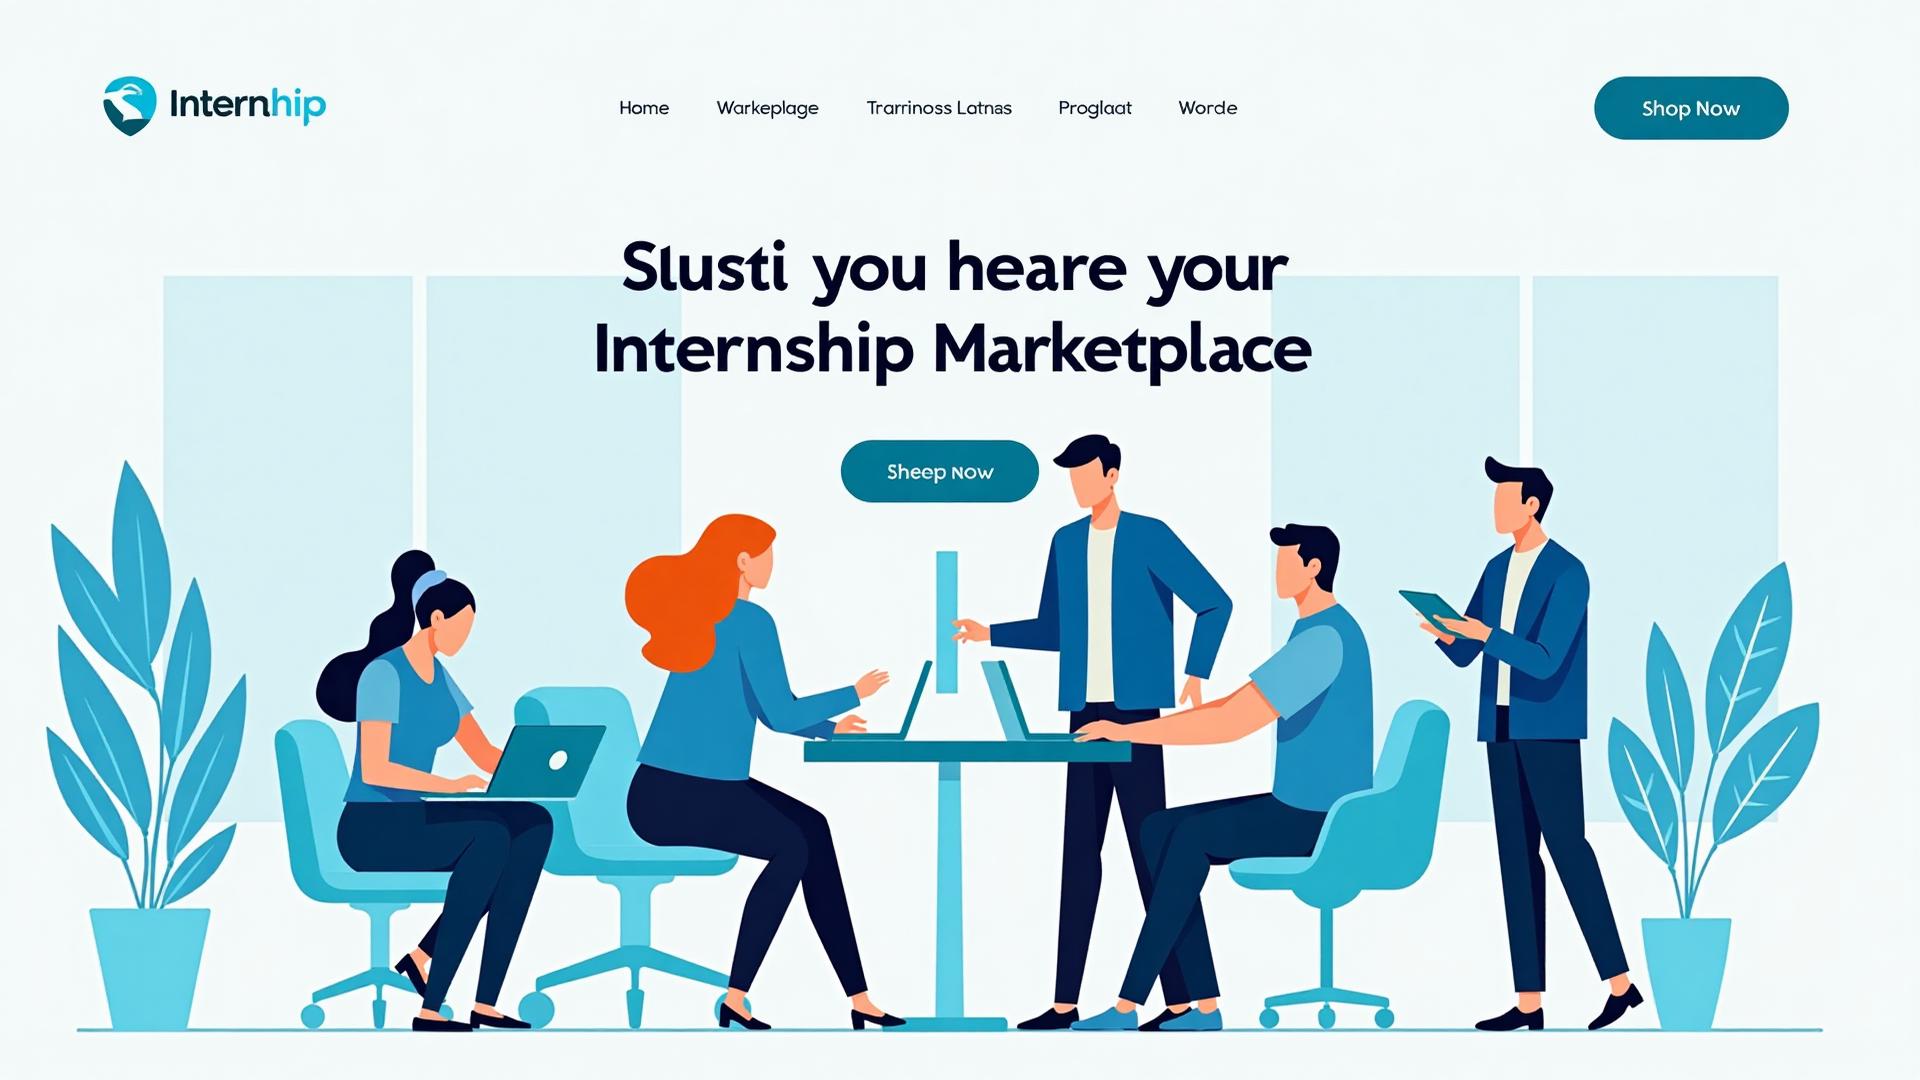 Internhip
Home Warkeplage Trarrinoss Latnas Proglaat Worde
Shop Now
Slusti you heare your
Internship Marketplace
Sheep Now